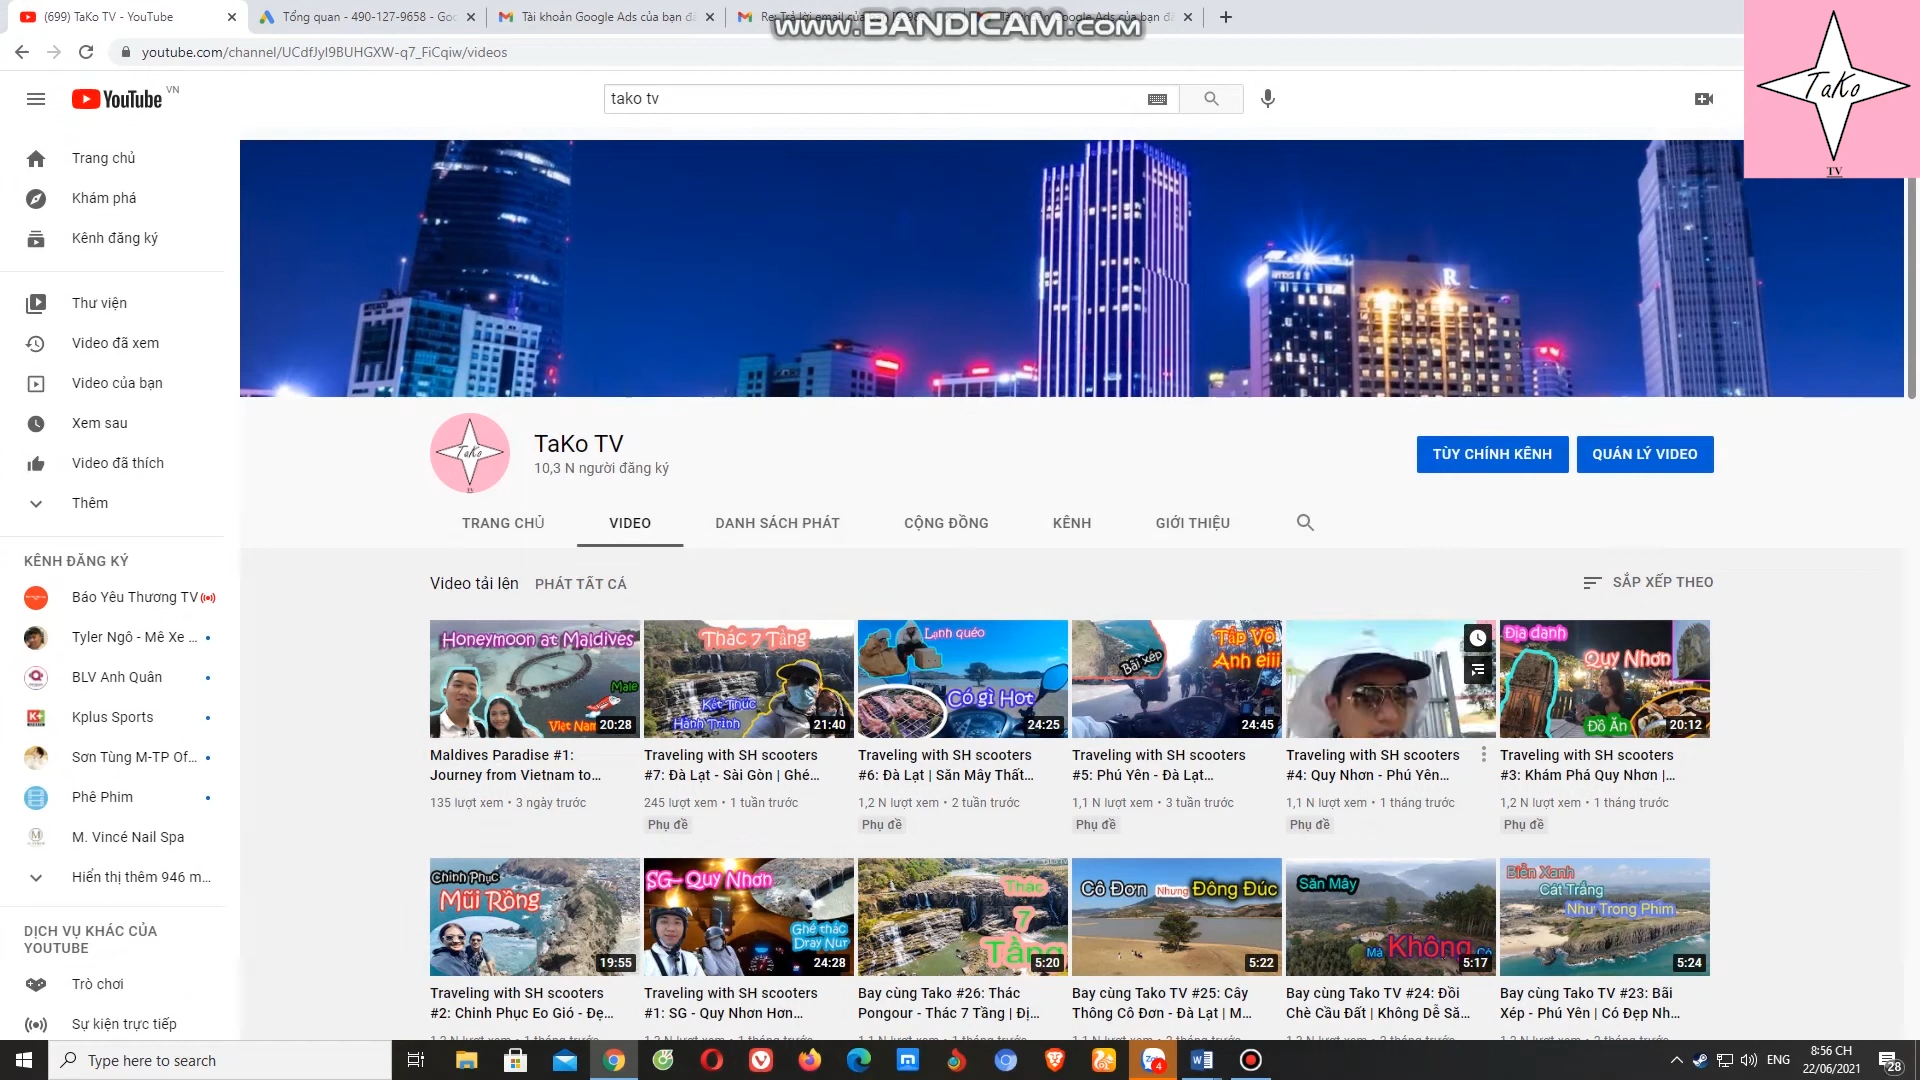 (699) TaKo TV - YouTube
Tổng quan - 490-127-9658 - Goo
Tài khoản Google Ads của bạn đã
www.BANDICAM.com
youtube.com/channel/UCdfJyI9BUHGXW-q7_FiCqiw/videos
YouTube VN
tako tv
TaKo
TV
Trang chủ
Khám phá
Kênh đăng ký
Thư viện
Video đã xem
Video của bạn
Xem sau
Video đã thích
Thêm
KÊNH ĐĂNG KÝ
Báo Yêu Thương TV
Tyler Ngô - Mê Xe ...
BLV Anh Quân
Kplus Sports
Sơn Tùng M-TP Of...
Phê Phim
M. Vincé Nail Spa
Hiển thị thêm 946 m...
DỊCH VỤ KHÁC CỦA
YOUTUBE
Trò chơi
Sự kiện trực tiếp
TaKo TV
10,3 N người đăng ký
TÙY CHỈNH KÊNH
QUẢN LÝ VIDEO
TRANG CHỦ
VIDEO
DANH SÁCH PHÁT
CỘNG ĐỒNG
KÊNH
GIỚI THIỆU
Video tải lên
PHÁT TẤT CẢ
SẮP XẾP THEO
Honeymoon at Maldives
Male
Việt Nam
20:28
Thác 7 Tầng
Kết Thúc
Hành Trình
21:40
Lạnh quéo
Có gì Hot
24:25
Bãi xép
Tấp Vô
Anh eiii
24:45
Địa danh
Quy Nhơn
Đồ Ăn
20:12
Maldives Paradise #1:
Journey from Vietnam to...
135 lượt xem • 3 ngày trước
Traveling with SH scooters
#7: Đà Lạt - Sài Gòn | Ghé...
245 lượt xem • 1 tuần trước
Phụ đề
Traveling with SH scooters
#6: Đà Lạt | Săn Mây Thất...
1,2 N lượt xem • 2 tuần trước
Phụ đề
Traveling with SH scooters
#5: Phú Yên - Đà Lạt...
1,1 N lượt xem • 3 tuần trước
Phụ đề
Traveling with SH scooters
#4: Quy Nhơn - Phú Yên...
1,1 N lượt xem • 1 tháng trước
Phụ đề
Traveling with SH scooters
#3: Khám Phá Quy Nhơn |...
1,2 N lượt xem • 1 tháng trước
Phụ đề
Chinh Phục
Mũi Rồng
19:55
SG- Quy Nhơn
Ghé thác
Dray Nur
24:28
Thác
7
Tầng
5:20
Cô Đơn Nhưng Đông Đúc
5:22
Săn Mây
Mà Không Có
5:17
Biển Xanh
Cát Trắng
Như Trong Phim
5:24
Traveling with SH scooters
#2: Chinh Phục Eo Gió - Đẹ...
Traveling with SH scooters
#1: SG - Quy Nhơn Hơn...
Bay cùng Tako #26: Thác
Pongour - Thác 7 Tầng | Đị...
Bay cùng Tako TV #25: Cây
Thông Cô Đơn - Đà Lạt | M...
Bay cùng Tako TV #24: Đồi
Chè Cầu Đất | Không Dễ Să...
Bay cùng Tako TV #23: Bãi
Xép - Phú Yên | Có Đẹp Nh...
Type here to search
ENG
8:56 CH
22/06/2021
28